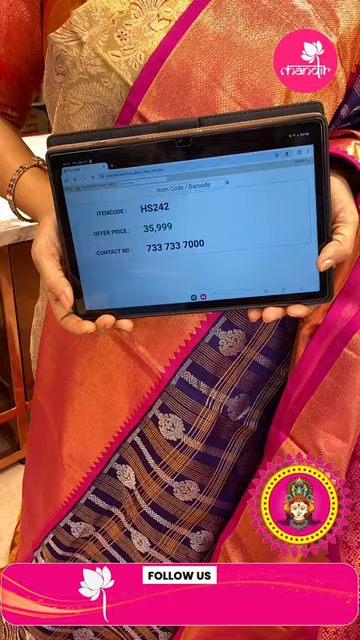 mandir
Item Code / Barcode
ITEMCODE : HS242
OFFER PRICE : 35,999
CONTACT NO : 733 733 7000
FOLLOW US